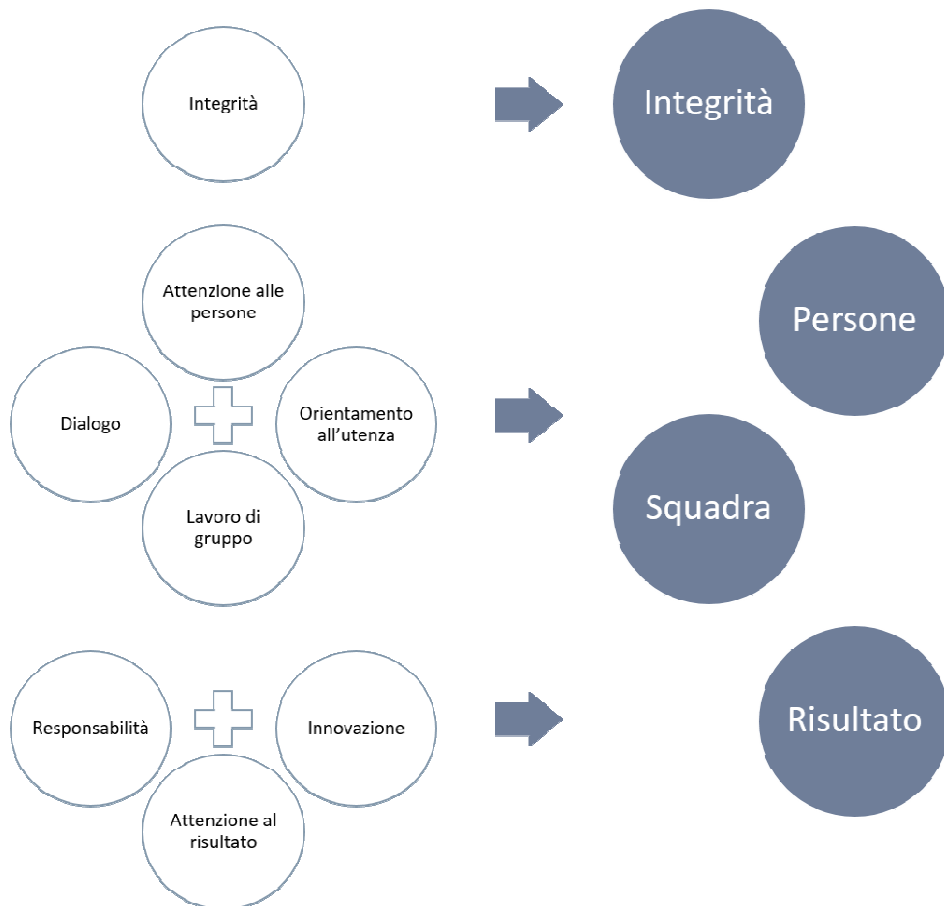 Integrità
Integrità
Attenzione alle
persone
Persone
Dialogo
Orientamento
all'utenza
Lavoro di
gruppo
Squadra
Responsabilità
Innovazione
Attenzione al
risultato
Risultato